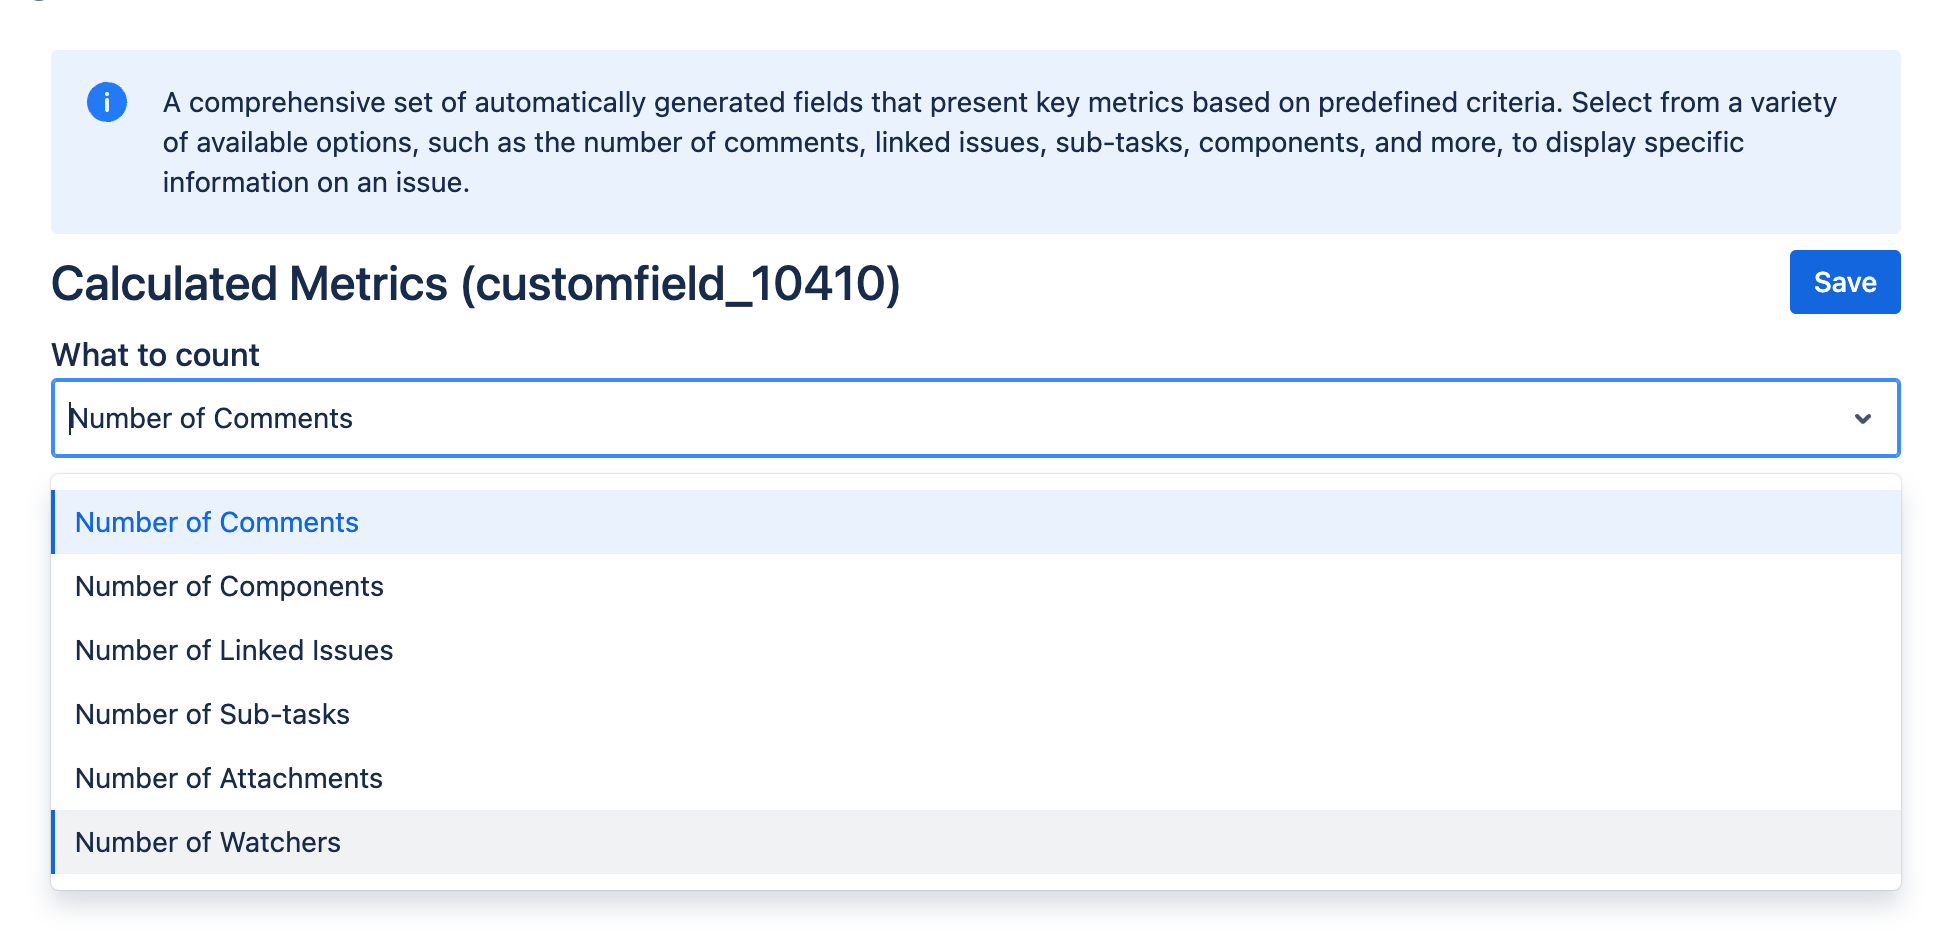 A comprehensive set of automatically generated fields that present key metrics based on predefined criteria. Select from a variety
of available options, such as the number of comments, linked issues, sub-tasks, components, and more, to display specific
information on an issue.
Calculated Metrics (customfield_10410)
Save
What to count
Number of Comments
Number of Comments
Number of Components
Number of Linked Issues
Number of Sub-tasks
Number of Attachments
Number of Watchers